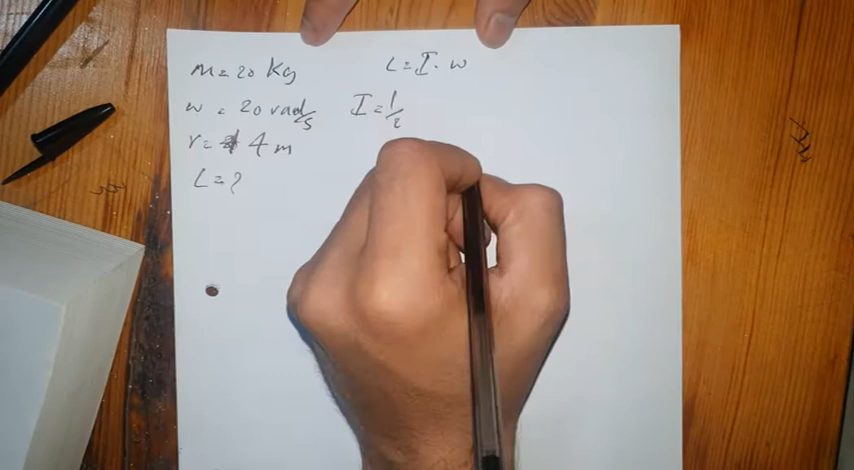 m = 20 Kg
w = 20 rad/s
r = 4 m
L = ?
L = I · w
I = 1/2